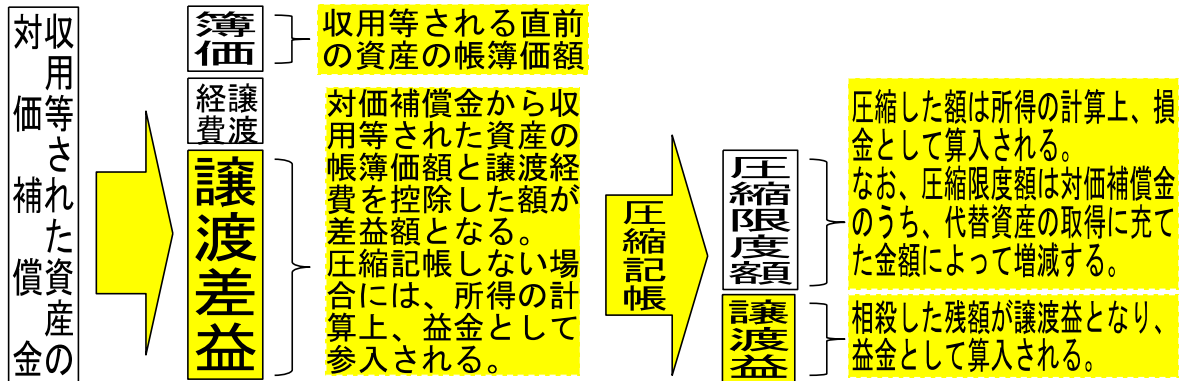 収用等された資産の
対価補償金
簿価
収用等される直前
の資産の帳簿価額
譲渡
経費
譲渡差益
対価補償金から収
用等された資産の
帳簿価額と譲渡経
費を控除した額が
差益額となる。
圧縮記帳しない場
合には、所得の計
算上、益金として
参入される。
圧縮記帳
圧縮限度額
圧縮した額は所得の計算上、損
金として算入される。
なお、圧縮限度額は対価補償金
のうち、代替資産の取得に充て
た金額によって増減する。
譲渡益
相殺した残額が譲渡益となり、
益金として算入される。